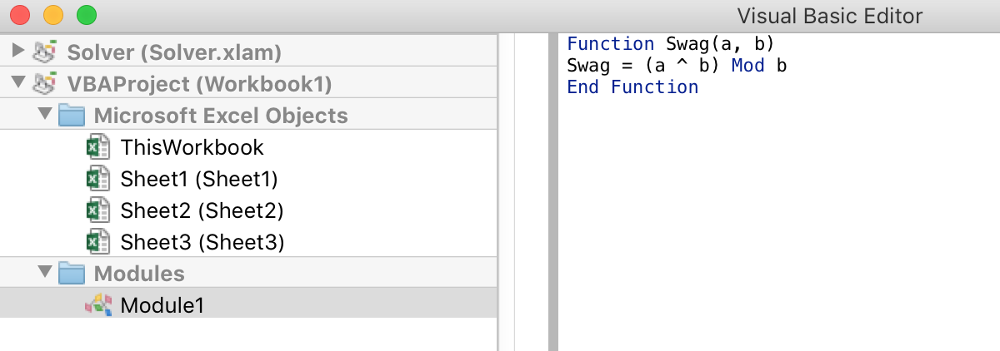 Visual Basic Editor
Solver (Solver.xlam)
VBAProject (Workbook1)
Microsoft Excel Objects
ThisWorkbook
Sheet1 (Sheet1)
Sheet2 (Sheet2)
Sheet3 (Sheet3)
Modules
Module1
Function Swag(a, b)
Swag = (a ^ b) Mod b
End Function